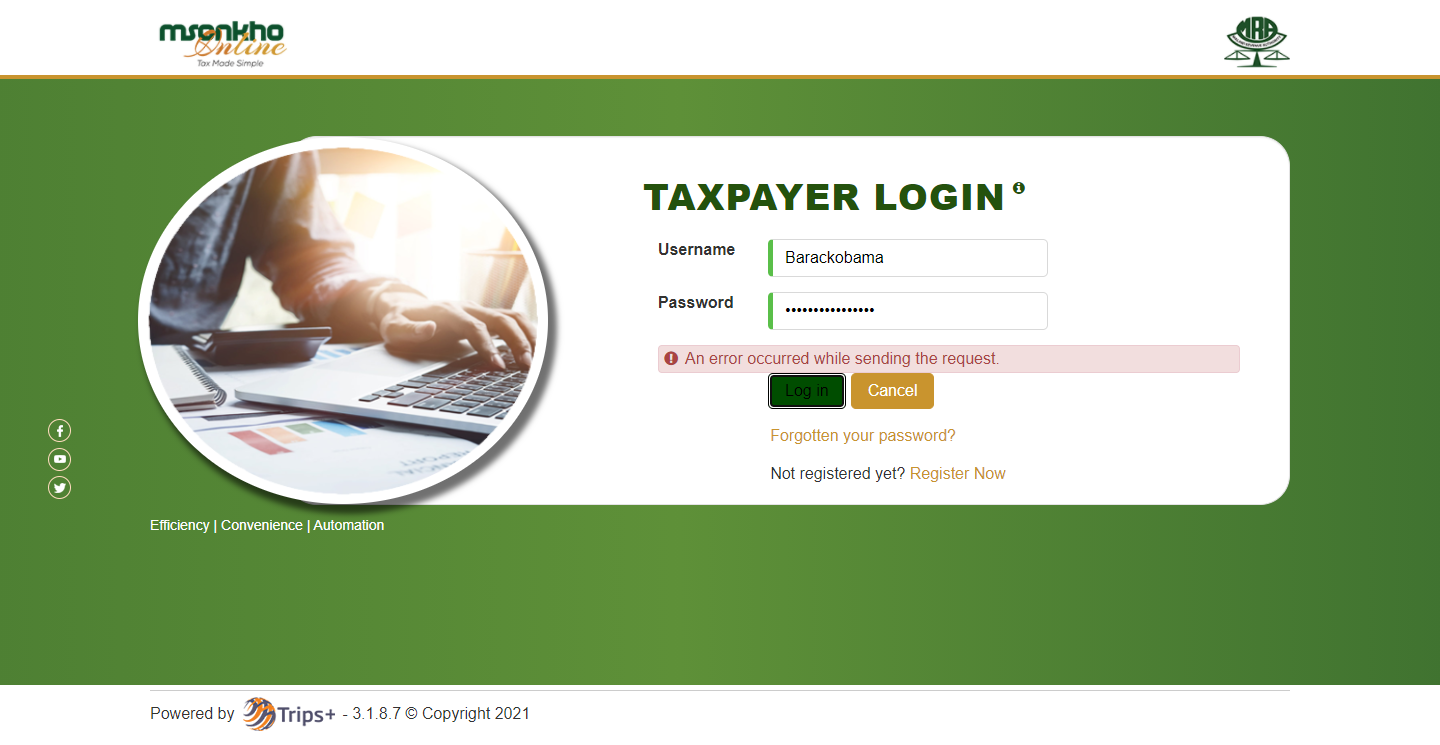 msonkho
Online
Tax Made Simple
MRA
TAXPAYER LOGIN
Username
Barackobama
Password
An error occurred while sending the request.
Log in Cancel
Forgotten your password?
Not registered yet? Register Now
Efficiency | Convenience | Automation
Powered by Trips+ - 3.1.8.7 © Copyright 2021